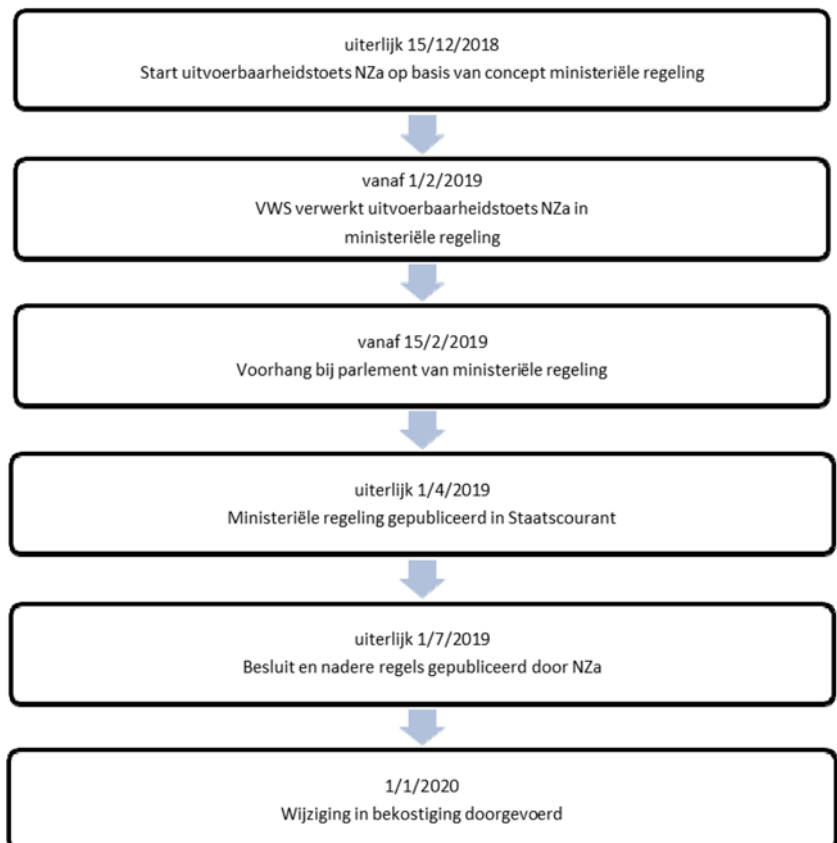 uiterlijk 15/12/2018
Start uitvoerbaarheidstoets NZa op basis van concept ministeriële regeling
vanaf 1/2/2019
VWS verwerkt uitvoerbaarheidstoets NZa in
ministeriële regeling
vanaf 15/2/2019
Voorhang bij parlement van ministeriële regeling
uiterlijk 1/4/2019
Ministeriële regeling gepubliceerd in Staatscourant
uiterlijk 1/7/2019
Besluit en nadere regels gepubliceerd door NZa
1/1/2020
Wijziging in bekostiging doorgevoerd